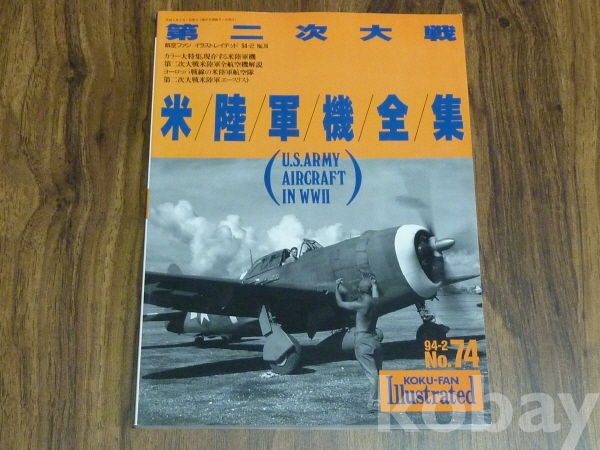 第二次大戦
航空ファン イラストレイテッド 94-2 No.74
カラー大特集、現存する米陸軍機
第二次大戦米陸軍全航空機解説
ヨーロッパ戦線の米陸軍航空隊
第二次大戦米陸軍エースリスト
米/陸/軍/機/全/集
(U.S.ARMY
AIRCRAFT
IN WWII)
94-2
No.74
KOKU-FAN
Illustrated
kobay